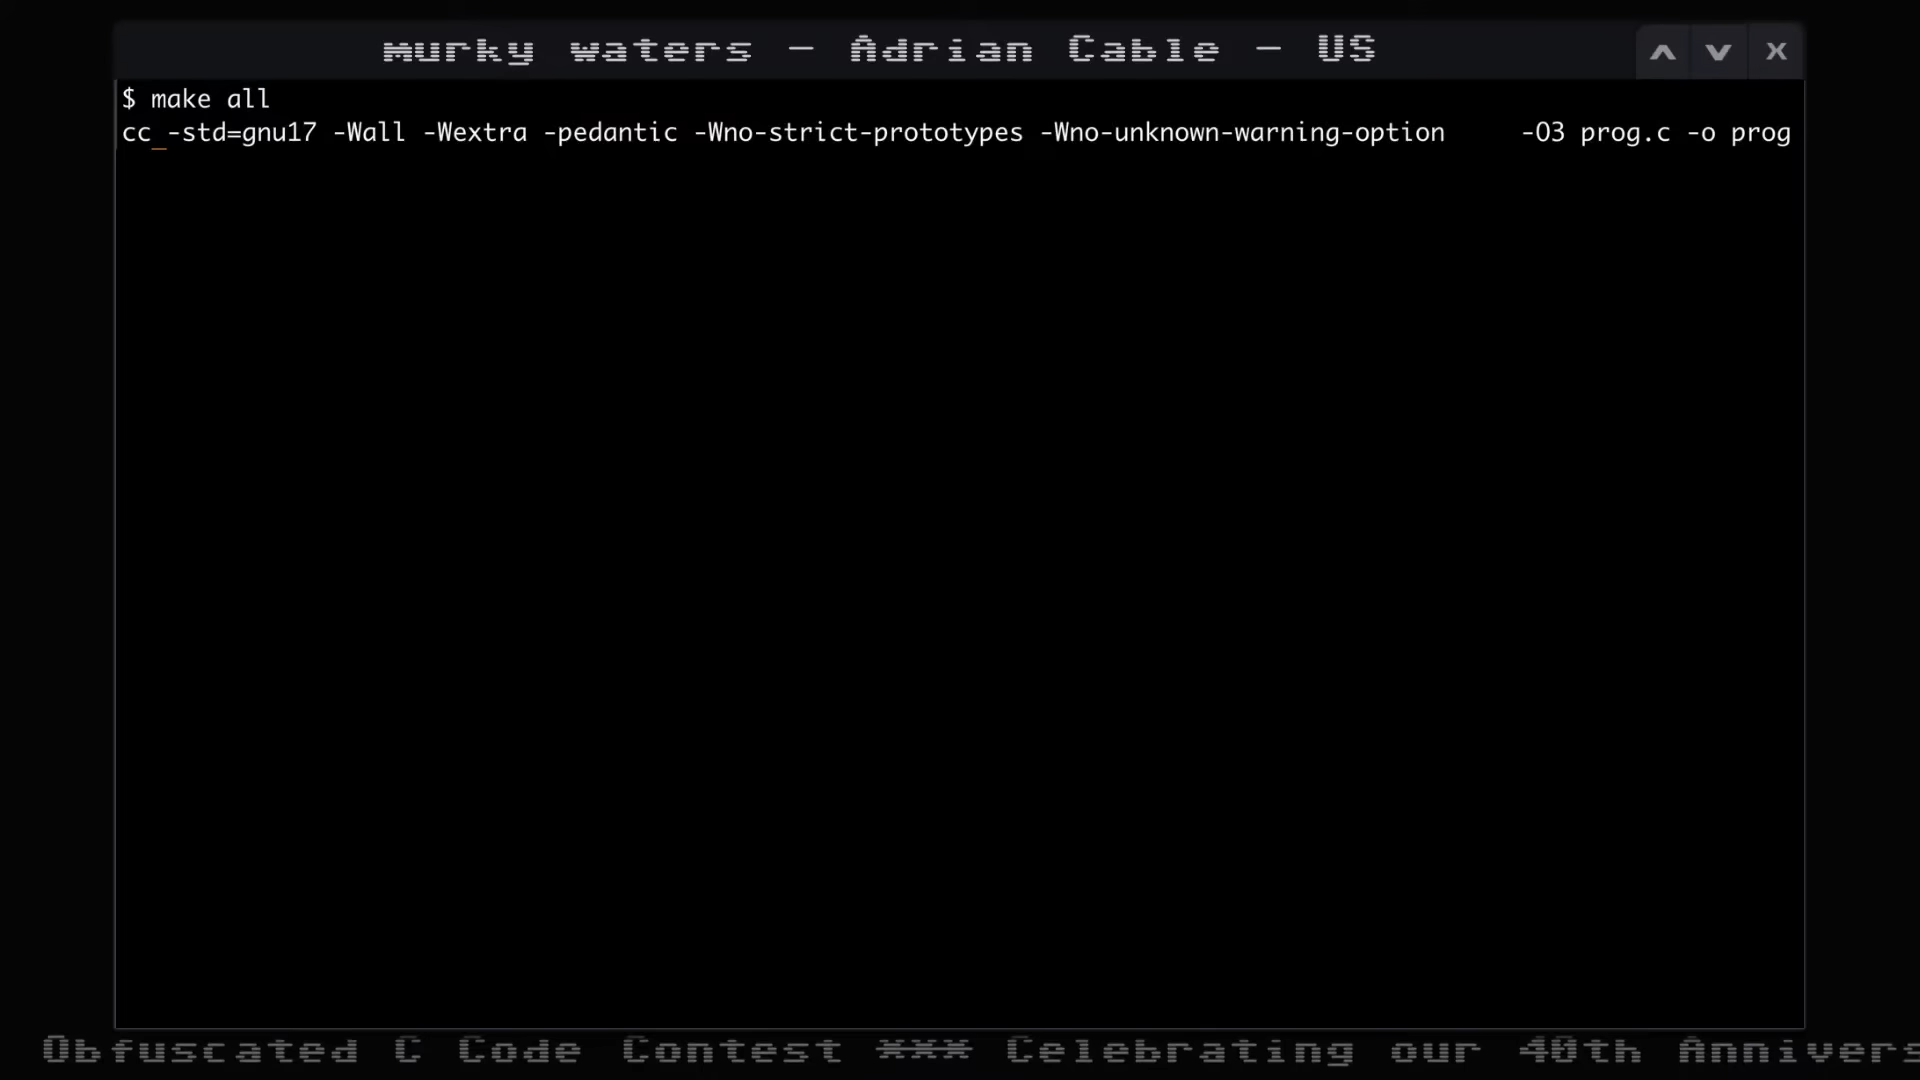 murky waters - Adrian Cable - US
^ v x
$ make all
cc -std=gnu17 -Wall -Wextra -pedantic -Wno-strict-prototypes -Wno-unknown-warning-option     -O3 prog.c -o prog
Obfuscated C Code Contest *** Celebrating our 40th Annivers